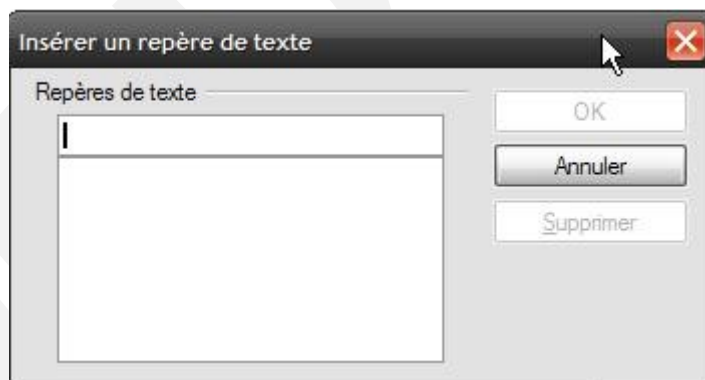 Insérer un repère de texte
Repères de texte
OK
Annuler
Supprimer